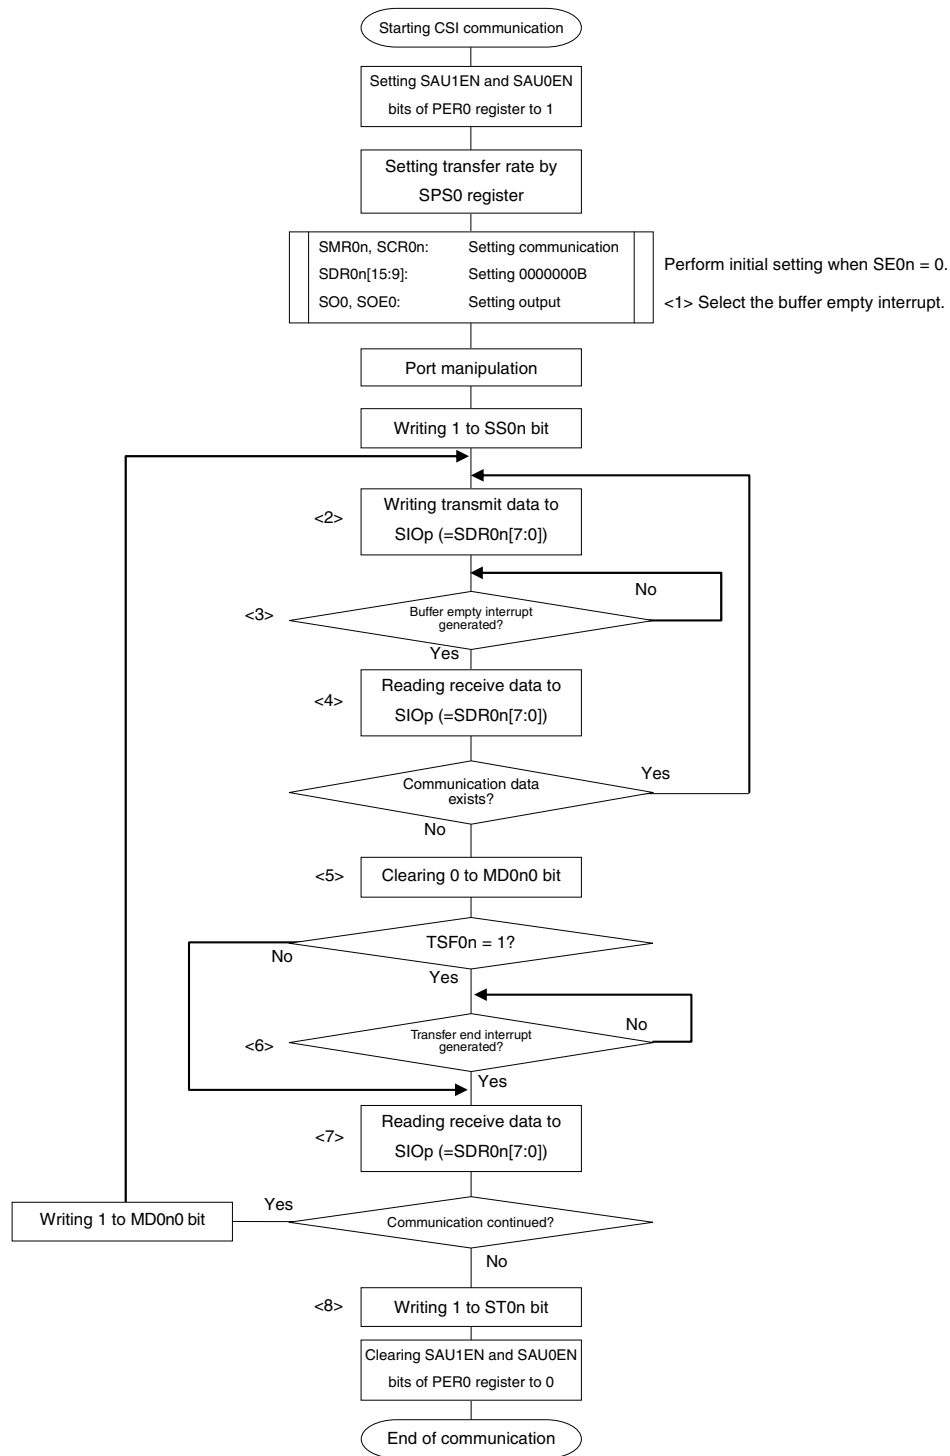 Starting CSI communication
Setting SAU1EN and SAU0EN
bits of PER0 register to 1
Setting transfer rate by
SPS0 register
SMR0n, SCR0n: Setting communication
SDR0n[15:9]: Setting 0000000B
SO0, SOE0: Setting output
Perform initial setting when SE0n = 0.
<1> Select the buffer empty interrupt.
Port manipulation
Writing 1 to SS0n bit
<2>
Writing transmit data to
SIOp (=SDR0n[7:0])
No
<3>
Buffer empty interrupt
generated?
Yes
<4>
Reading receive data to
SIOp (=SDR0n[7:0])
Yes
Communication data
exists?
No
<5>
Clearing 0 to MD0n0 bit
TSF0n = 1?
No
Yes
No
<6>
Transfer end interrupt
generated?
Yes
<7>
Reading receive data to
SIOp (=SDR0n[7:0])
Yes
Writing 1 to MD0n0 bit
Communication continued?
No
<8>
Writing 1 to ST0n bit
Clearing SAU1EN and SAU0EN
bits of PER0 register to 0
End of communication